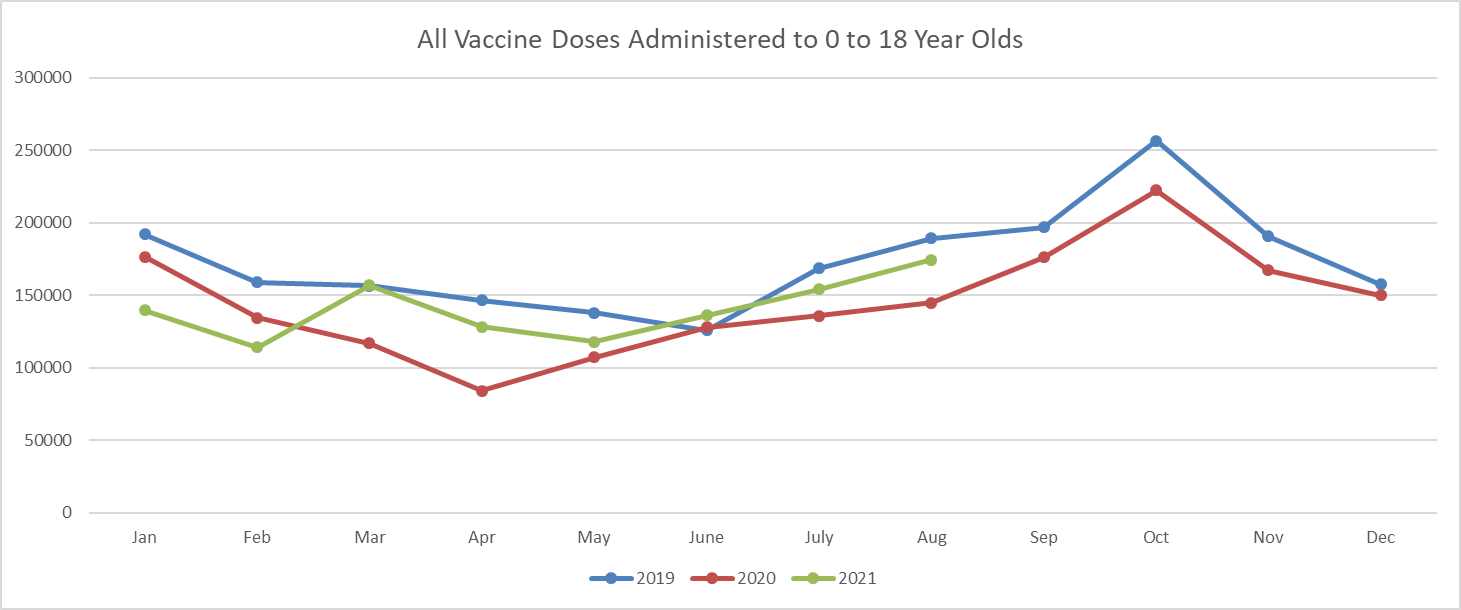 All Vaccine Doses Administered to 0 to 18 Year Olds
300000
250000
200000
150000
100000
50000
0
Jan Feb Mar Apr May June July Aug Sep Oct Nov Dec
2019 2020 2021